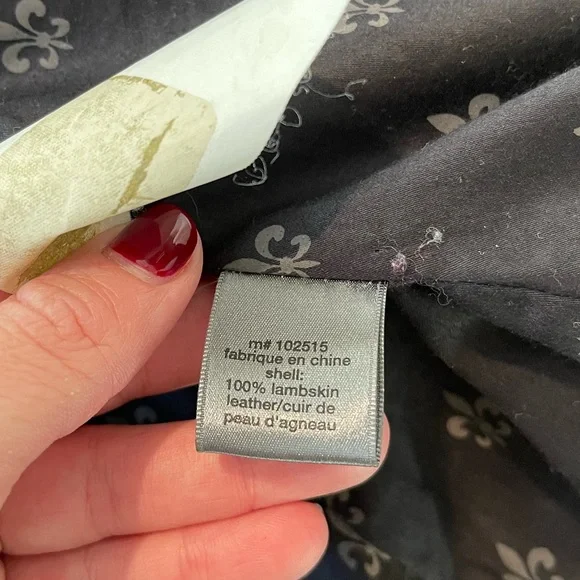 m# 102515
fabrique en chine
shell:
100% lambskin
leather/cuir de
peau d'agneau